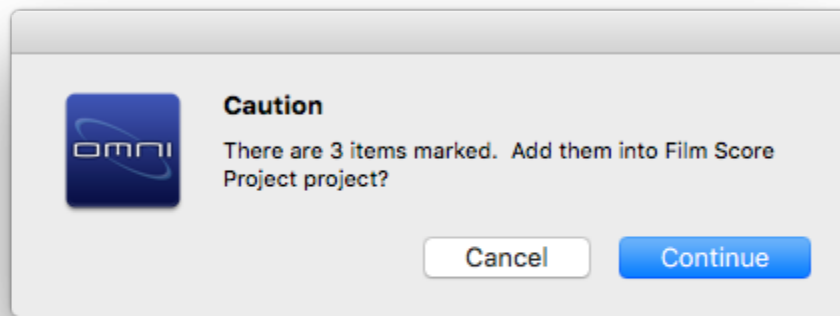 OMNI
Caution
There are 3 items marked.  Add them into Film Score
Project project?
Cancel
Continue